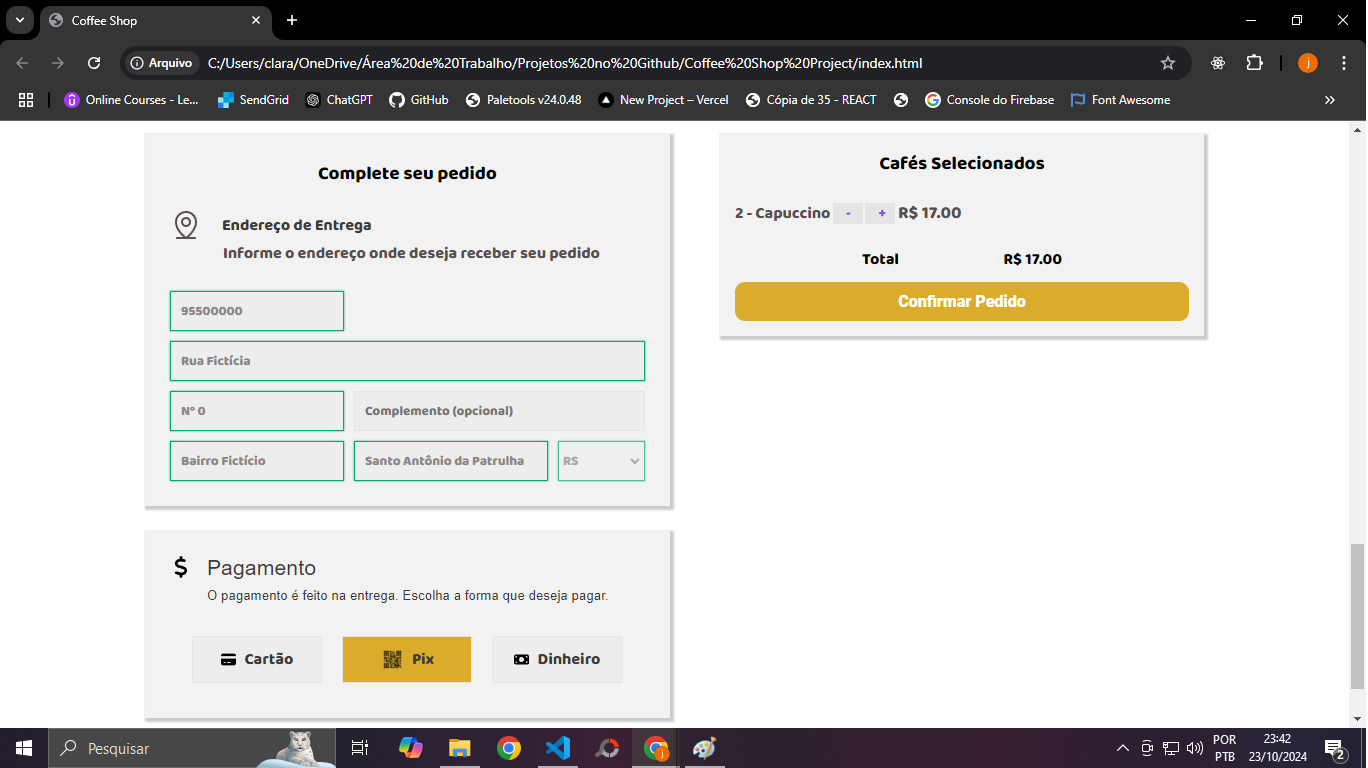 Coffee Shop
Arquivo
C:/Users/clara/OneDrive/Área%20de%20Trabalho/Projetos%20no%20Github/Coffee%20Shop%20Project/index.html
j
Online Courses - Le...
SendGrid
ChatGPT
GitHub
Paletools v24.0.48
New Project – Vercel
Cópia de 35 - REACT
Console do Firebase
Font Awesome
Complete seu pedido
Endereço de Entrega
Informe o endereço onde deseja receber seu pedido
95500000
Rua Fictícia
Nº 0
Complemento (opcional)
Bairro Fictício
Santo Antônio da Patrulha
RS
Pagamento
O pagamento é feito na entrega. Escolha a forma que deseja pagar.
Cartão
Pix
Dinheiro
Cafés Selecionados
2 - Capuccino - + R$ 17.00
Total R$ 17.00
Confirmar Pedido
Pesquisar
POR
PTB
23:42
23/10/2024
2